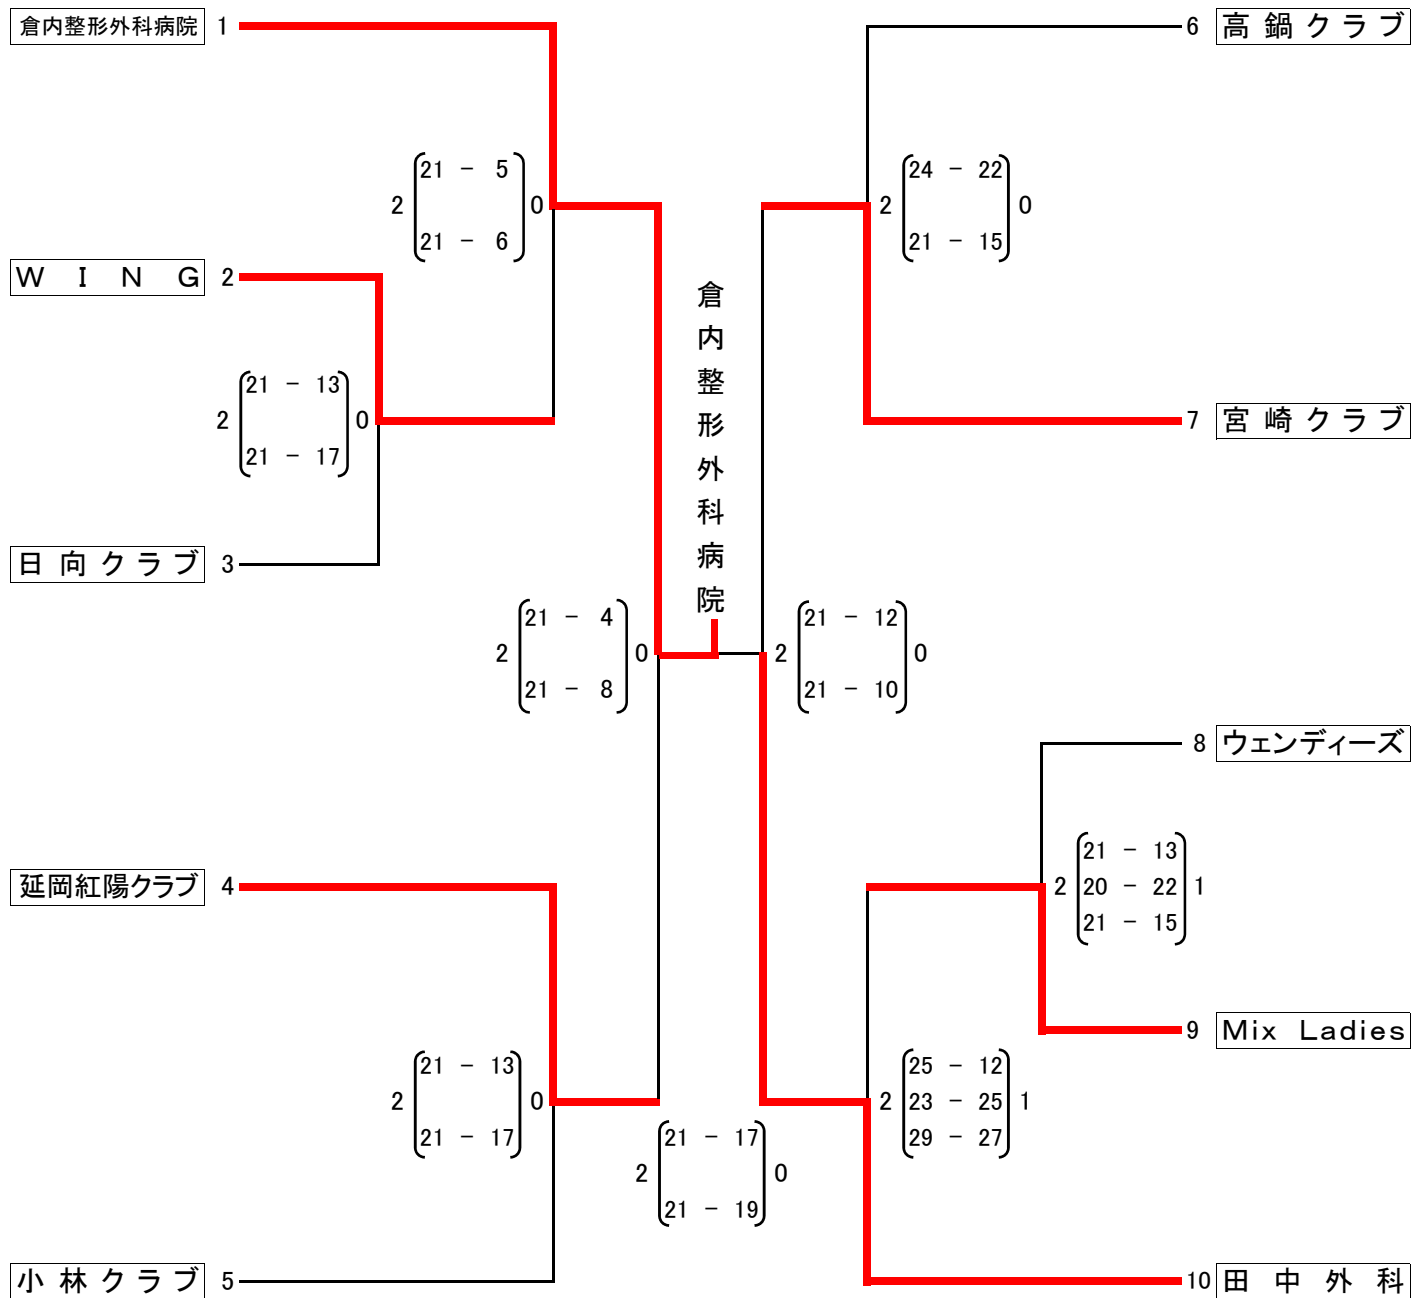 倉内整形外科病院 1
6 高鍋クラブ
21 － 5
2 0
21 － 6
24 － 22
2 0
21 － 15
WING 2
21 － 13
2 0
21 － 17
倉内整形外科病院
7 宮崎クラブ
日向クラブ 3
21 － 4
2 0
21 － 8
21 － 12
2 0
21 － 10
8 ウェンディーズ
21 － 13
2 20 － 22 1
21 － 15
延岡紅陽クラブ 4
9 Mix Ladies
21 － 13
2 0
21 － 17
25 － 12
2 23 － 25 1
29 － 27
21 － 17
2 0
21 － 19
小林クラブ 5
10 田中外科